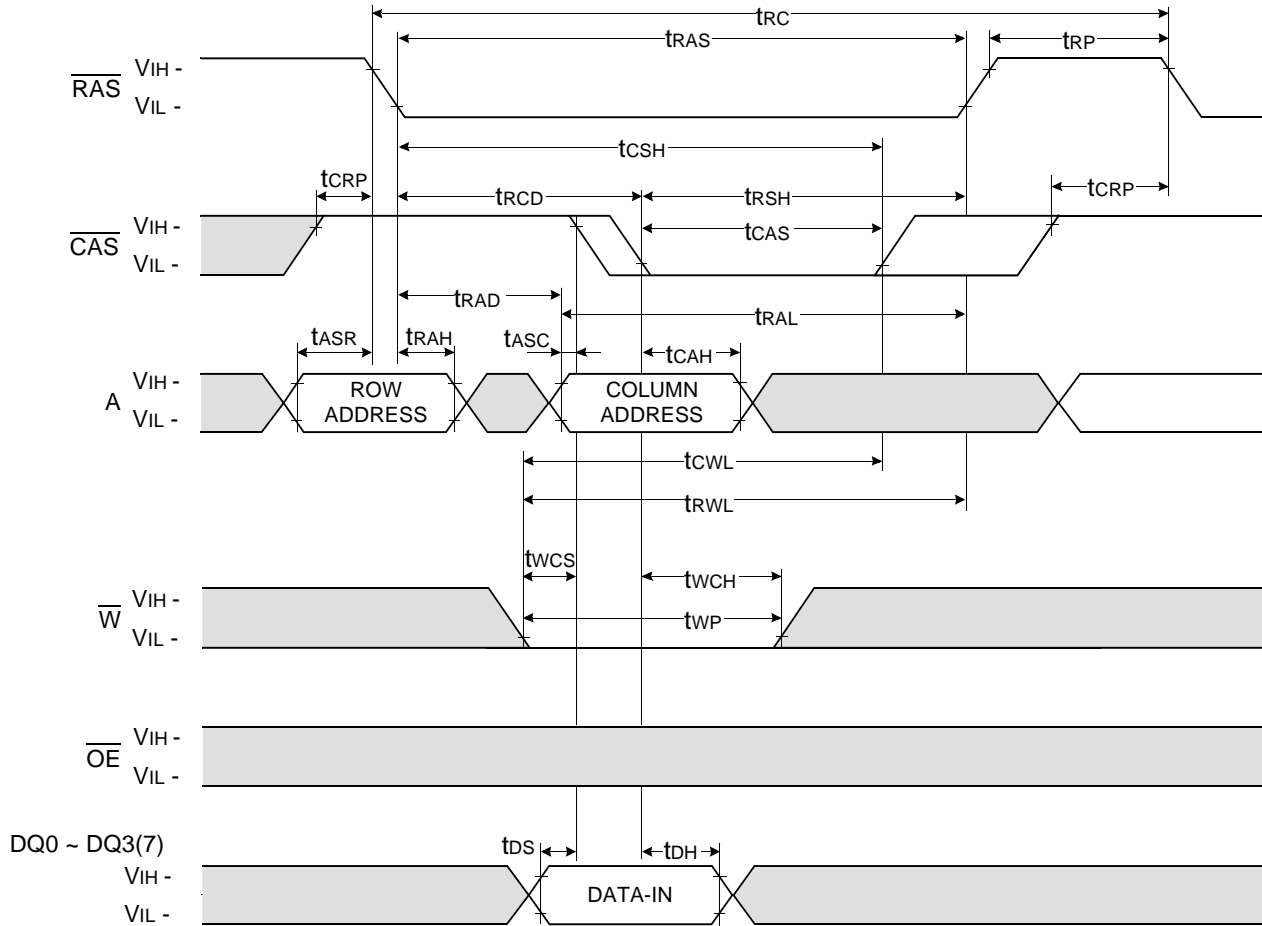 tRC
tRAS
tRP
RAS
VIH -
VIL -
tCSH
tCRP
tRCD
tRSH
tCRP
CAS
VIH -
VIL -
tCAS
tRAD
tRAL
tASR
tRAH
tASC
tCAH
A
VIH -
VIL -
ROW
ADDRESS
COLUMN
ADDRESS
tCWL
tRWL
tWCS
tWCH
W
VIH -
VIL -
tWP
OE
VIH -
VIL -
DQ0 ~ DQ3(7)
tDS
tDH
VIH -
VIL -
DATA-IN